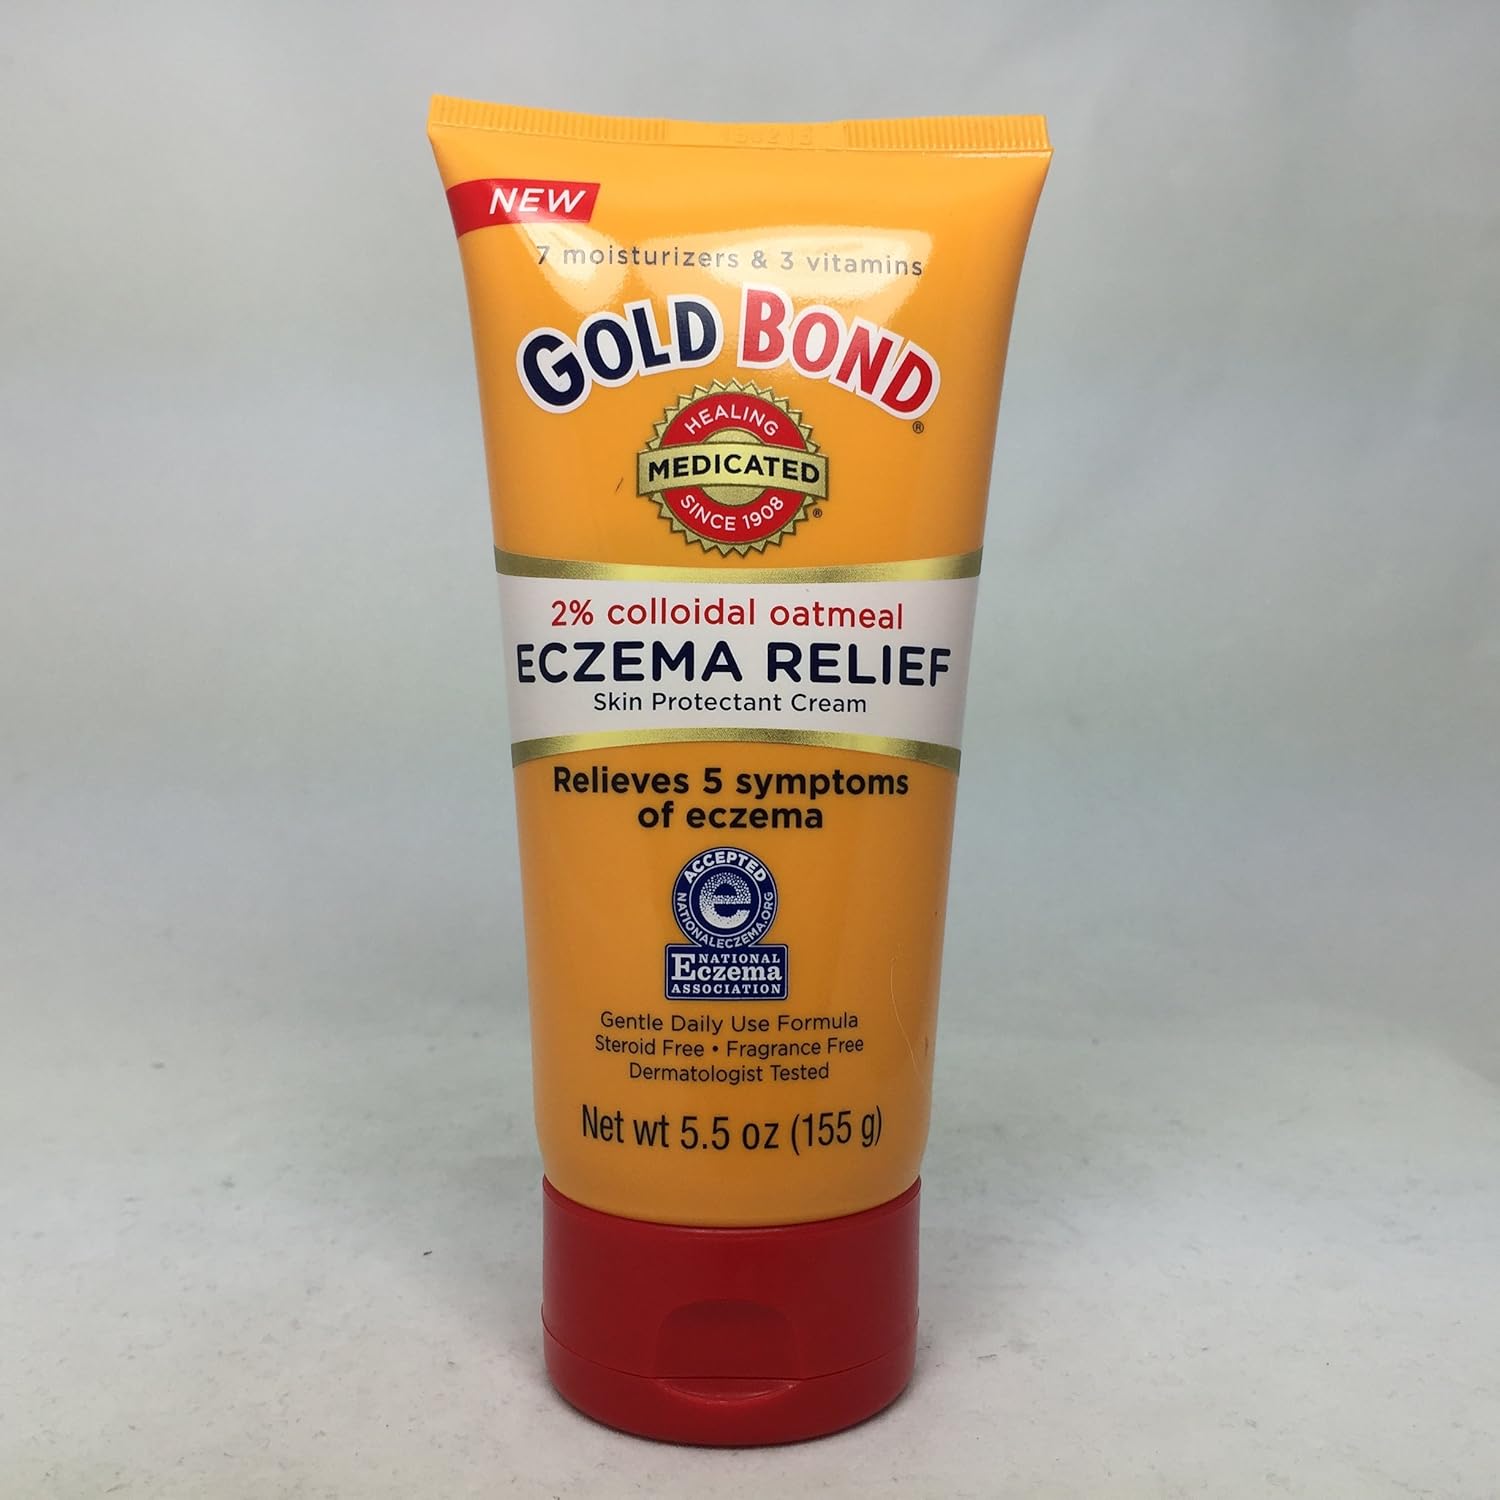 NEW
7 moisturizers & 3 vitamins
GOLD BOND®
HEALING
MEDICATED
SINCE 1908®
2% colloidal oatmeal
ECZEMA RELIEF
Skin Protectant Cream
Relieves 5 symptoms
of eczema
ACCEPTED
e
NATIONALECZEMA.ORG
NATIONAL
Eczema
ASSOCIATION
Gentle Daily Use Formula
Steroid Free • Fragrance Free
Dermatologist Tested
Net wt 5.5 oz (155 g)